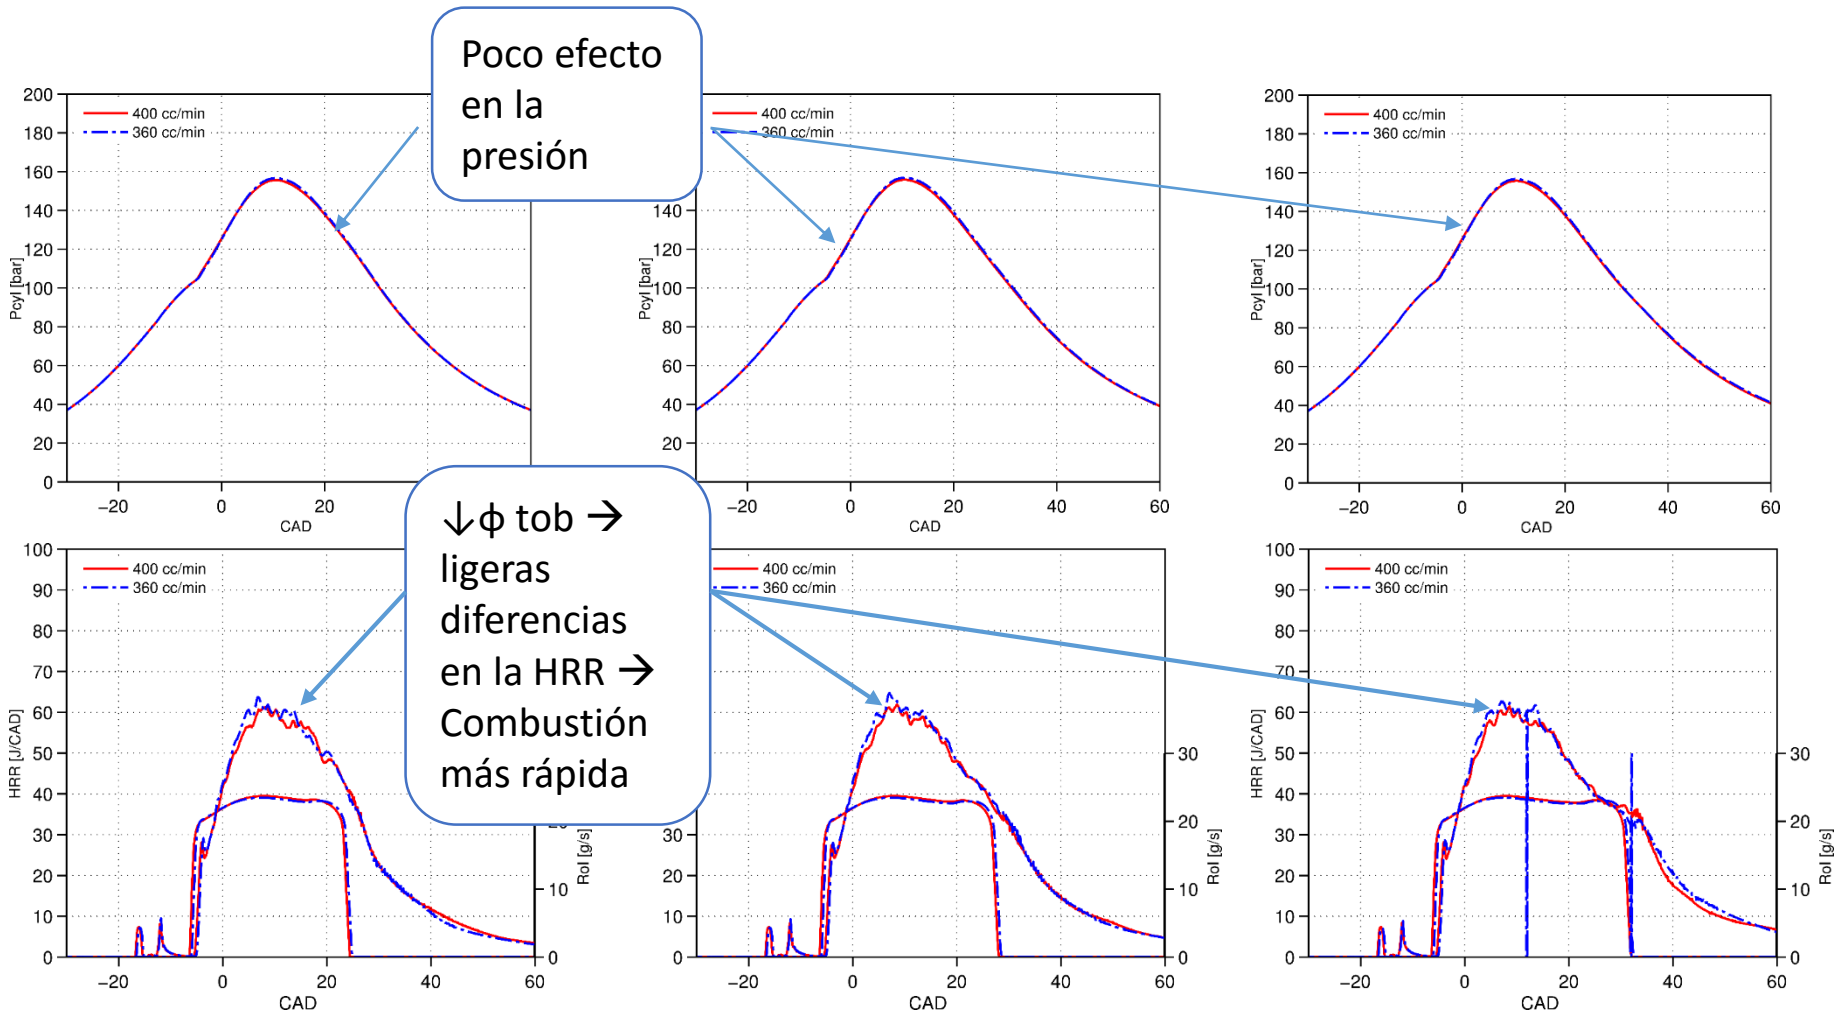 Poco efecto
en la
presión
200
180
160
140
120
100
80
60
40
20
0
Pcyl [bar]
400 cc/min
360 cc/min
−20
0
20
CAD
400 cc/min
360 cc/min
140
120
100
80
60
40
20
0
Pcyl [bar]
−20
0
20
40
60
CAD
200
180
160
140
120
100
80
60
40
20
0
Pcyl [bar]
400 cc/min
360 cc/min
−20
0
20
40
60
CAD
↓ϕ tob →
ligeras
diferencias
en la HRR →
Combustión
más rápida
100
90
80
70
60
50
40
30
20
10
0
HRR [J/CAD]
400 cc/min
360 cc/min
10
0
RoI [g/s]
−20
0
20
40
60
CAD
400 cc/min
360 cc/min
30
20
10
0
30
20
10
0
RoI [g/s]
−20
0
20
40
60
CAD
100
90
80
70
60
50
40
30
20
10
0
HRR [J/CAD]
400 cc/min
360 cc/min
30
20
10
0
RoI [g/s]
−20
0
20
40
60
CAD